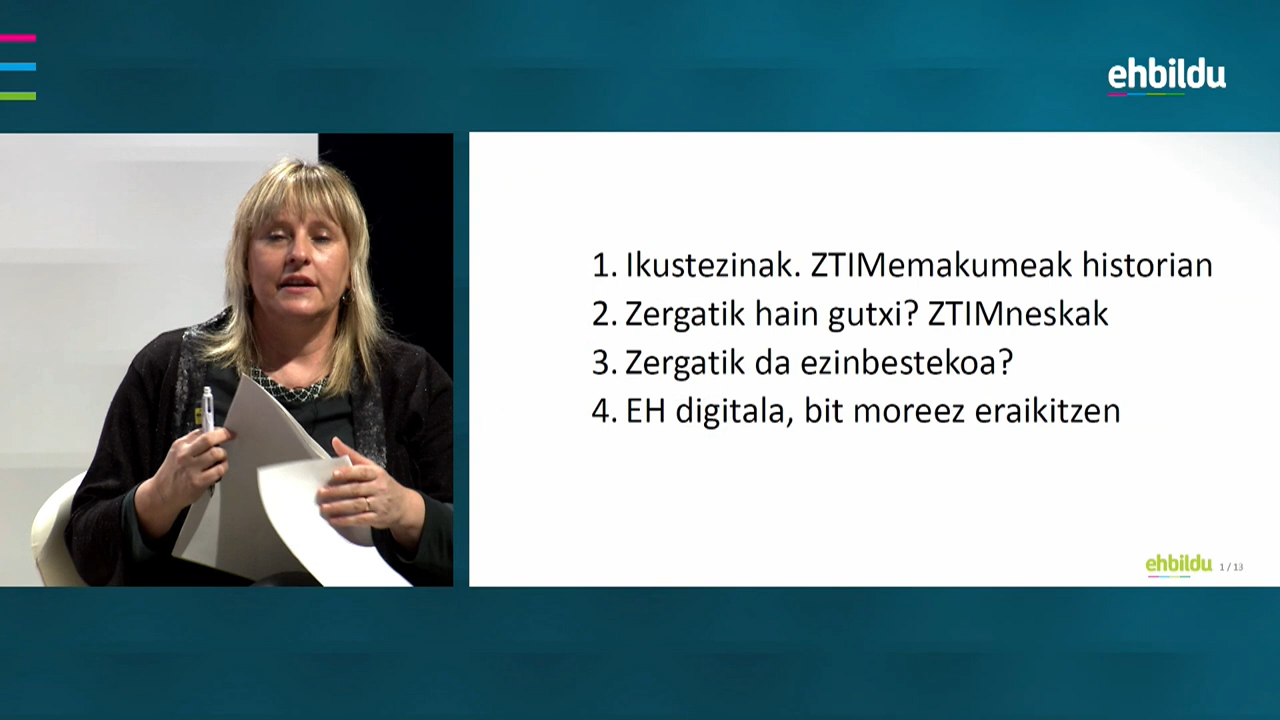 ehbildu
1. Ikustezinak. ZTIMemakumeak historian
2. Zergatik hain gutxi? ZTIMneskak
3. Zergatik da ezinbestekoa?
4. EH digitala, bit moreez eraikitzen
ehbildu 1 / 13